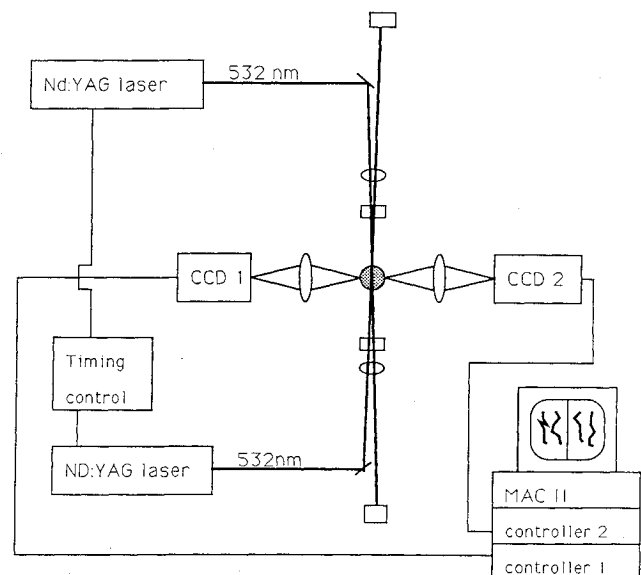 532 nm
Nd:YAG laser
CCD 1
CCD 2
Timing
control
ND:YAG laser
532nm
MAC II
controller 2
controller 1